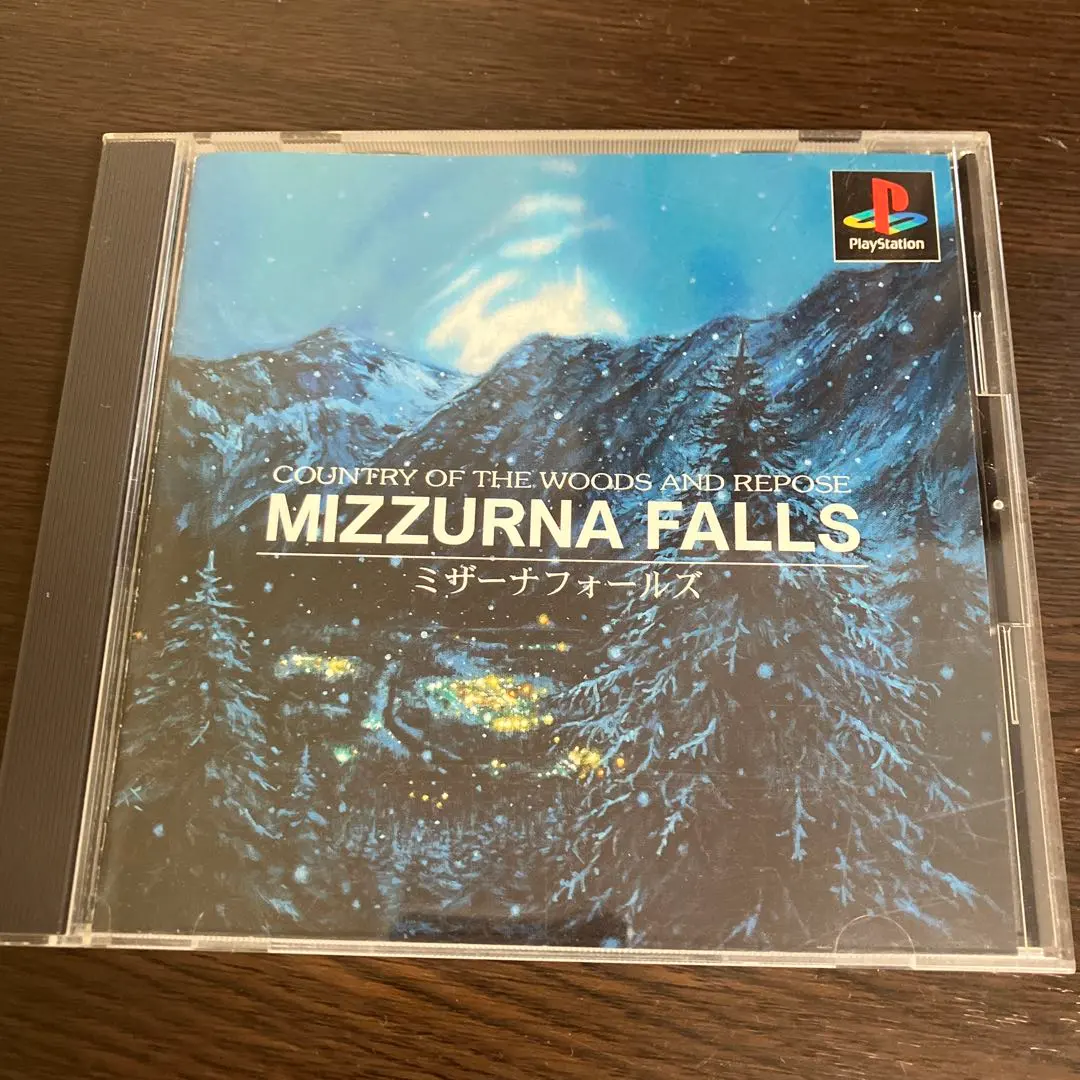 PlayStation
COUNTRY OF THE WOODS AND REPOSE
MIZZURNA FALLS
ミザーナフォールズ